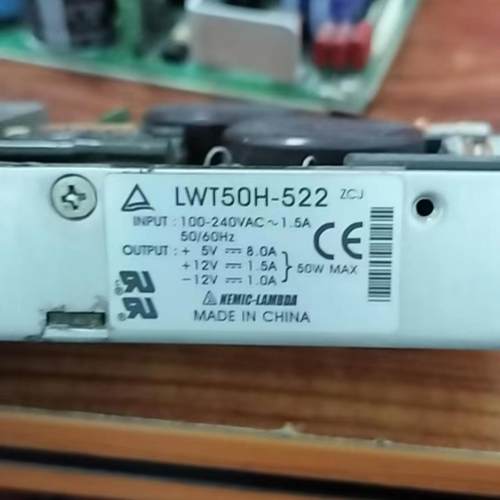 LWT50H-522 ZCJ
INPUT : 100-240VAC ~ 1.5A
50/60Hz
OUTPUT : + 5V ⎓ 8.0A
+12V ⎓ 1.5A
−12V ⎓ 1.0A
50W MAX
CE
NEMIC-LAMBDA
MADE IN CHINA